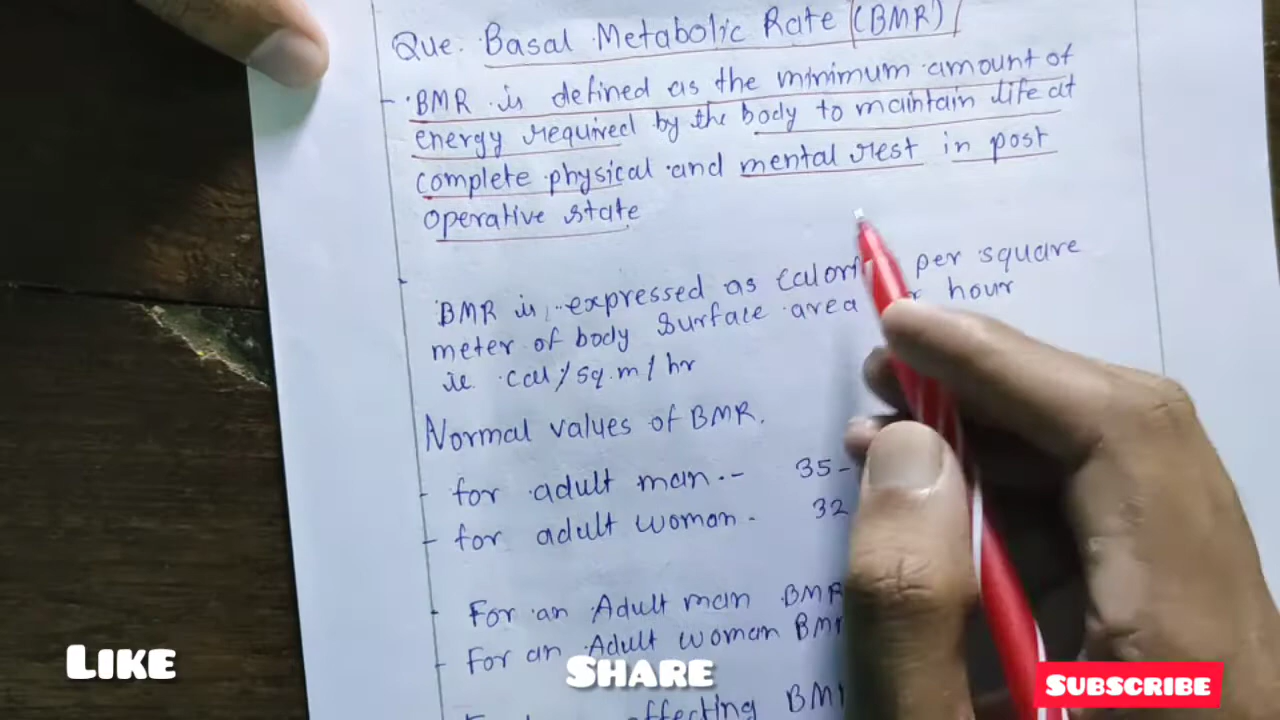 Que. Basal Metabolic Rate (BMR)
BMR is defined as the minimum amount of
energy required by the body to maintain life at
complete physical and mental rest in post
operative state
BMR is expressed as per square
meter of body surface area hour
ie cal/sq.m/hr
Normal values of BMR.
for adult man.- 35-
for adult woman - 32
For an Adult man BMR
For an Adult woman BMR
affecting BMR
LIKE
SHARE
SUBSCRIBE